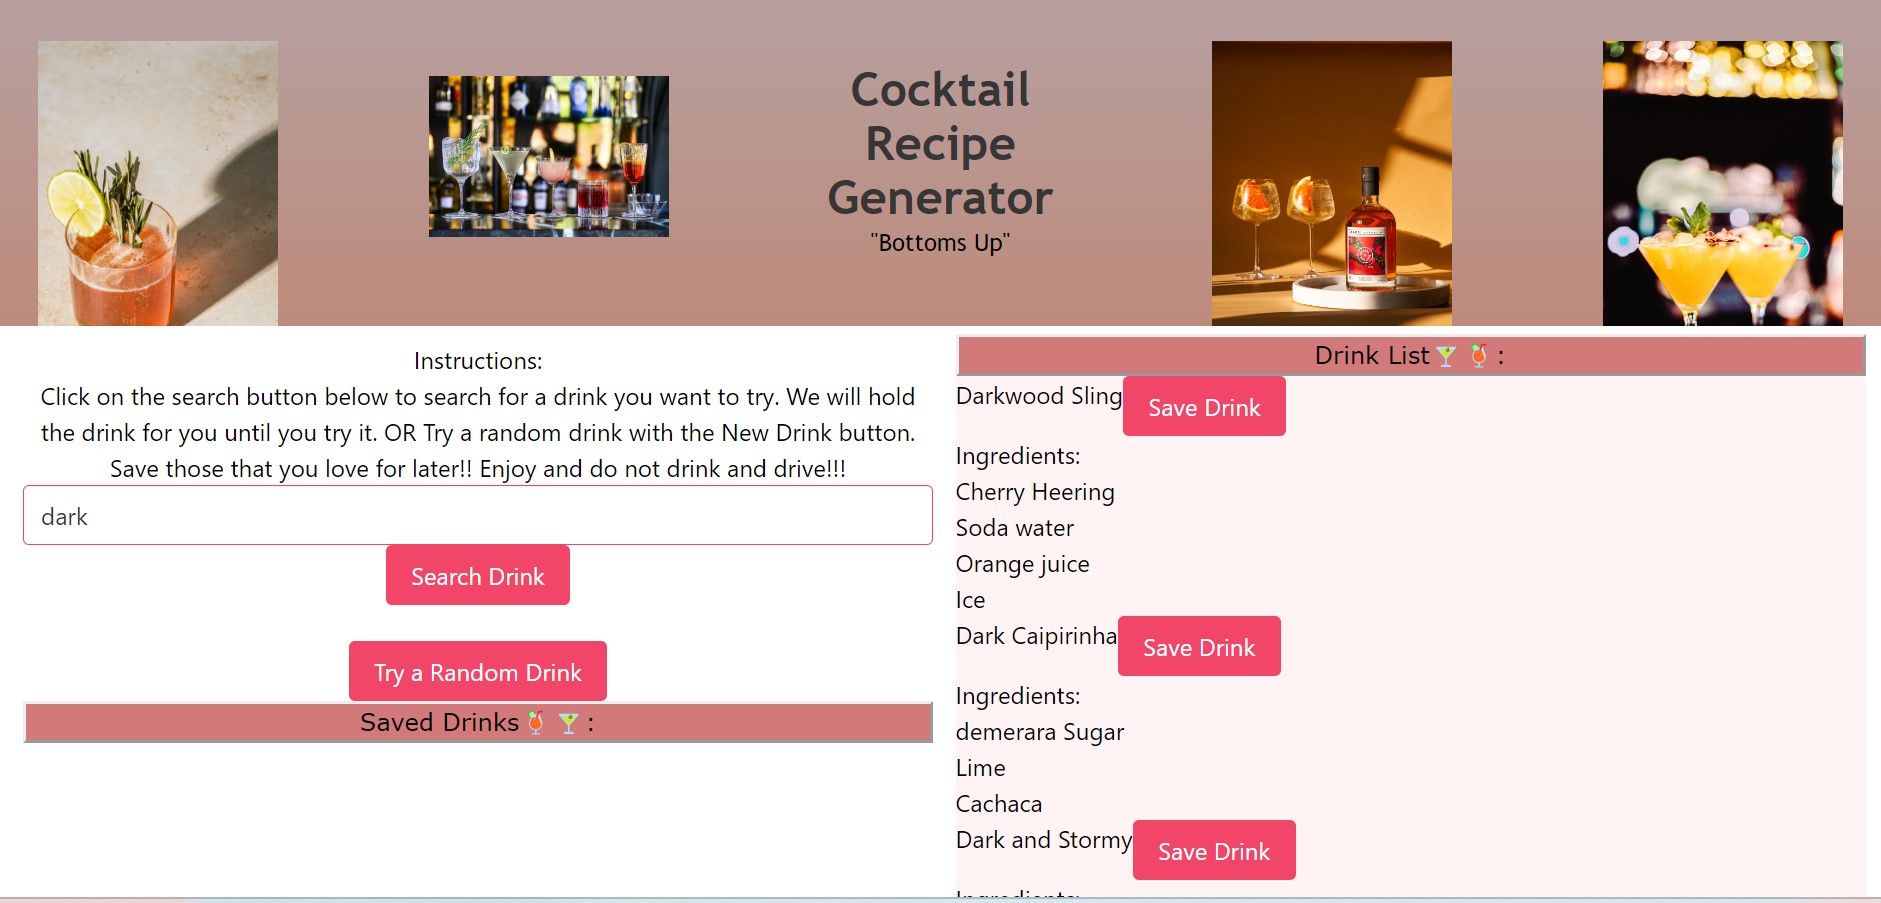 Cocktail
Recipe
Generator
"Bottoms Up"
Instructions:
Click on the search button below to search for a drink you want to try. We will hold
the drink for you until you try it. OR Try a random drink with the New Drink button.
Save those that you love for later!! Enjoy and do not drink and drive!!!
dark
Search Drink
Try a Random Drink
Saved Drinks🍹🍸:
Drink List🍸🍹:
Darkwood Sling Save Drink
Ingredients:
Cherry Heering
Soda water
Orange juice
Ice
Dark Caipirinha Save Drink
Ingredients:
demerara Sugar
Lime
Cachaca
Dark and Stormy Save Drink
Ingredients: